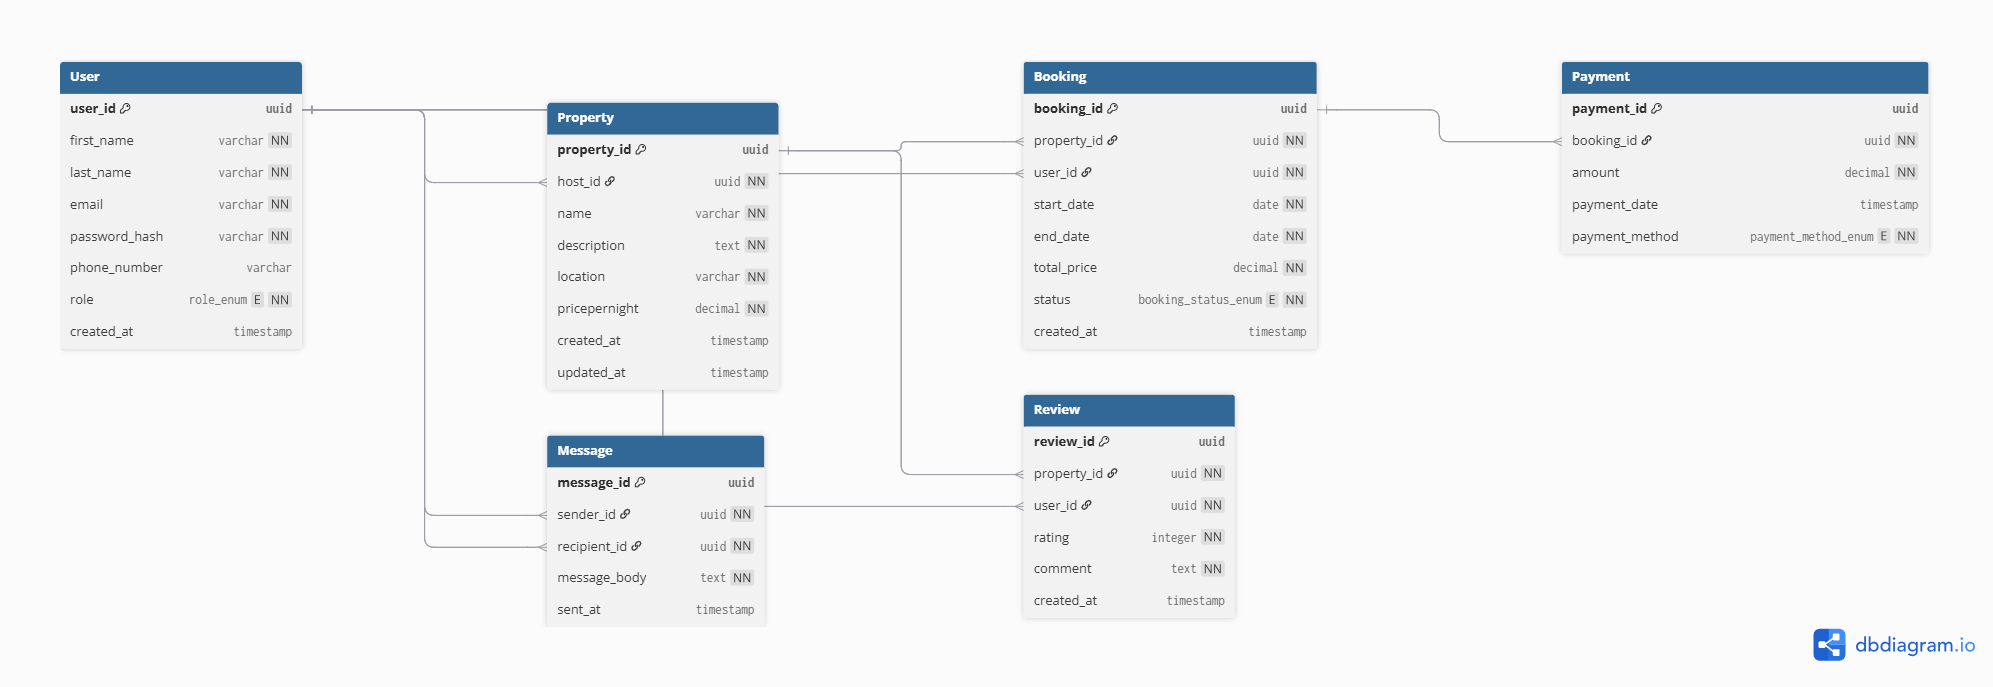 User
user_id uuid
first_name varchar NN
last_name varchar NN
email varchar NN
password_hash varchar NN
phone_number varchar
role role_enum E NN
created_at timestamp
Property
property_id uuid
host_id uuid NN
name varchar NN
description text NN
location varchar NN
pricepernight decimal NN
created_at timestamp
updated_at timestamp
Message
message_id uuid
sender_id uuid NN
recipient_id uuid NN
message_body text NN
sent_at timestamp
Booking
booking_id uuid
property_id uuid NN
user_id uuid NN
start_date date NN
end_date date NN
total_price decimal NN
status booking_status_enum E NN
created_at timestamp
Review
review_id uuid
property_id uuid NN
user_id uuid NN
rating integer NN
comment text NN
created_at timestamp
Payment
payment_id uuid
booking_id uuid NN
amount decimal NN
payment_date timestamp
payment_method payment_method_enum E NN
dbdiagram.io